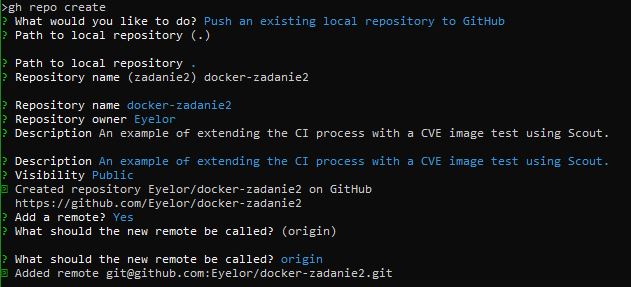 >gh repo create
? What would you like to do? Push an existing local repository to GitHub
? Path to local repository (.)
? Path to local repository .
? Repository name (zadanie2) docker-zadanie2
? Repository name docker-zadanie2
? Repository owner Eyelor
? Description An example of extending the CI process with a CVE image test using Scout.
? Description An example of extending the CI process with a CVE image test using Scout.
? Visibility Public
Created repository Eyelor/docker-zadanie2 on GitHub
https://github.com/Eyelor/docker-zadanie2
? Add a remote? Yes
? What should the new remote be called? (origin)
? What should the new remote be called? origin
Added remote git@github.com:Eyelor/docker-zadanie2.git